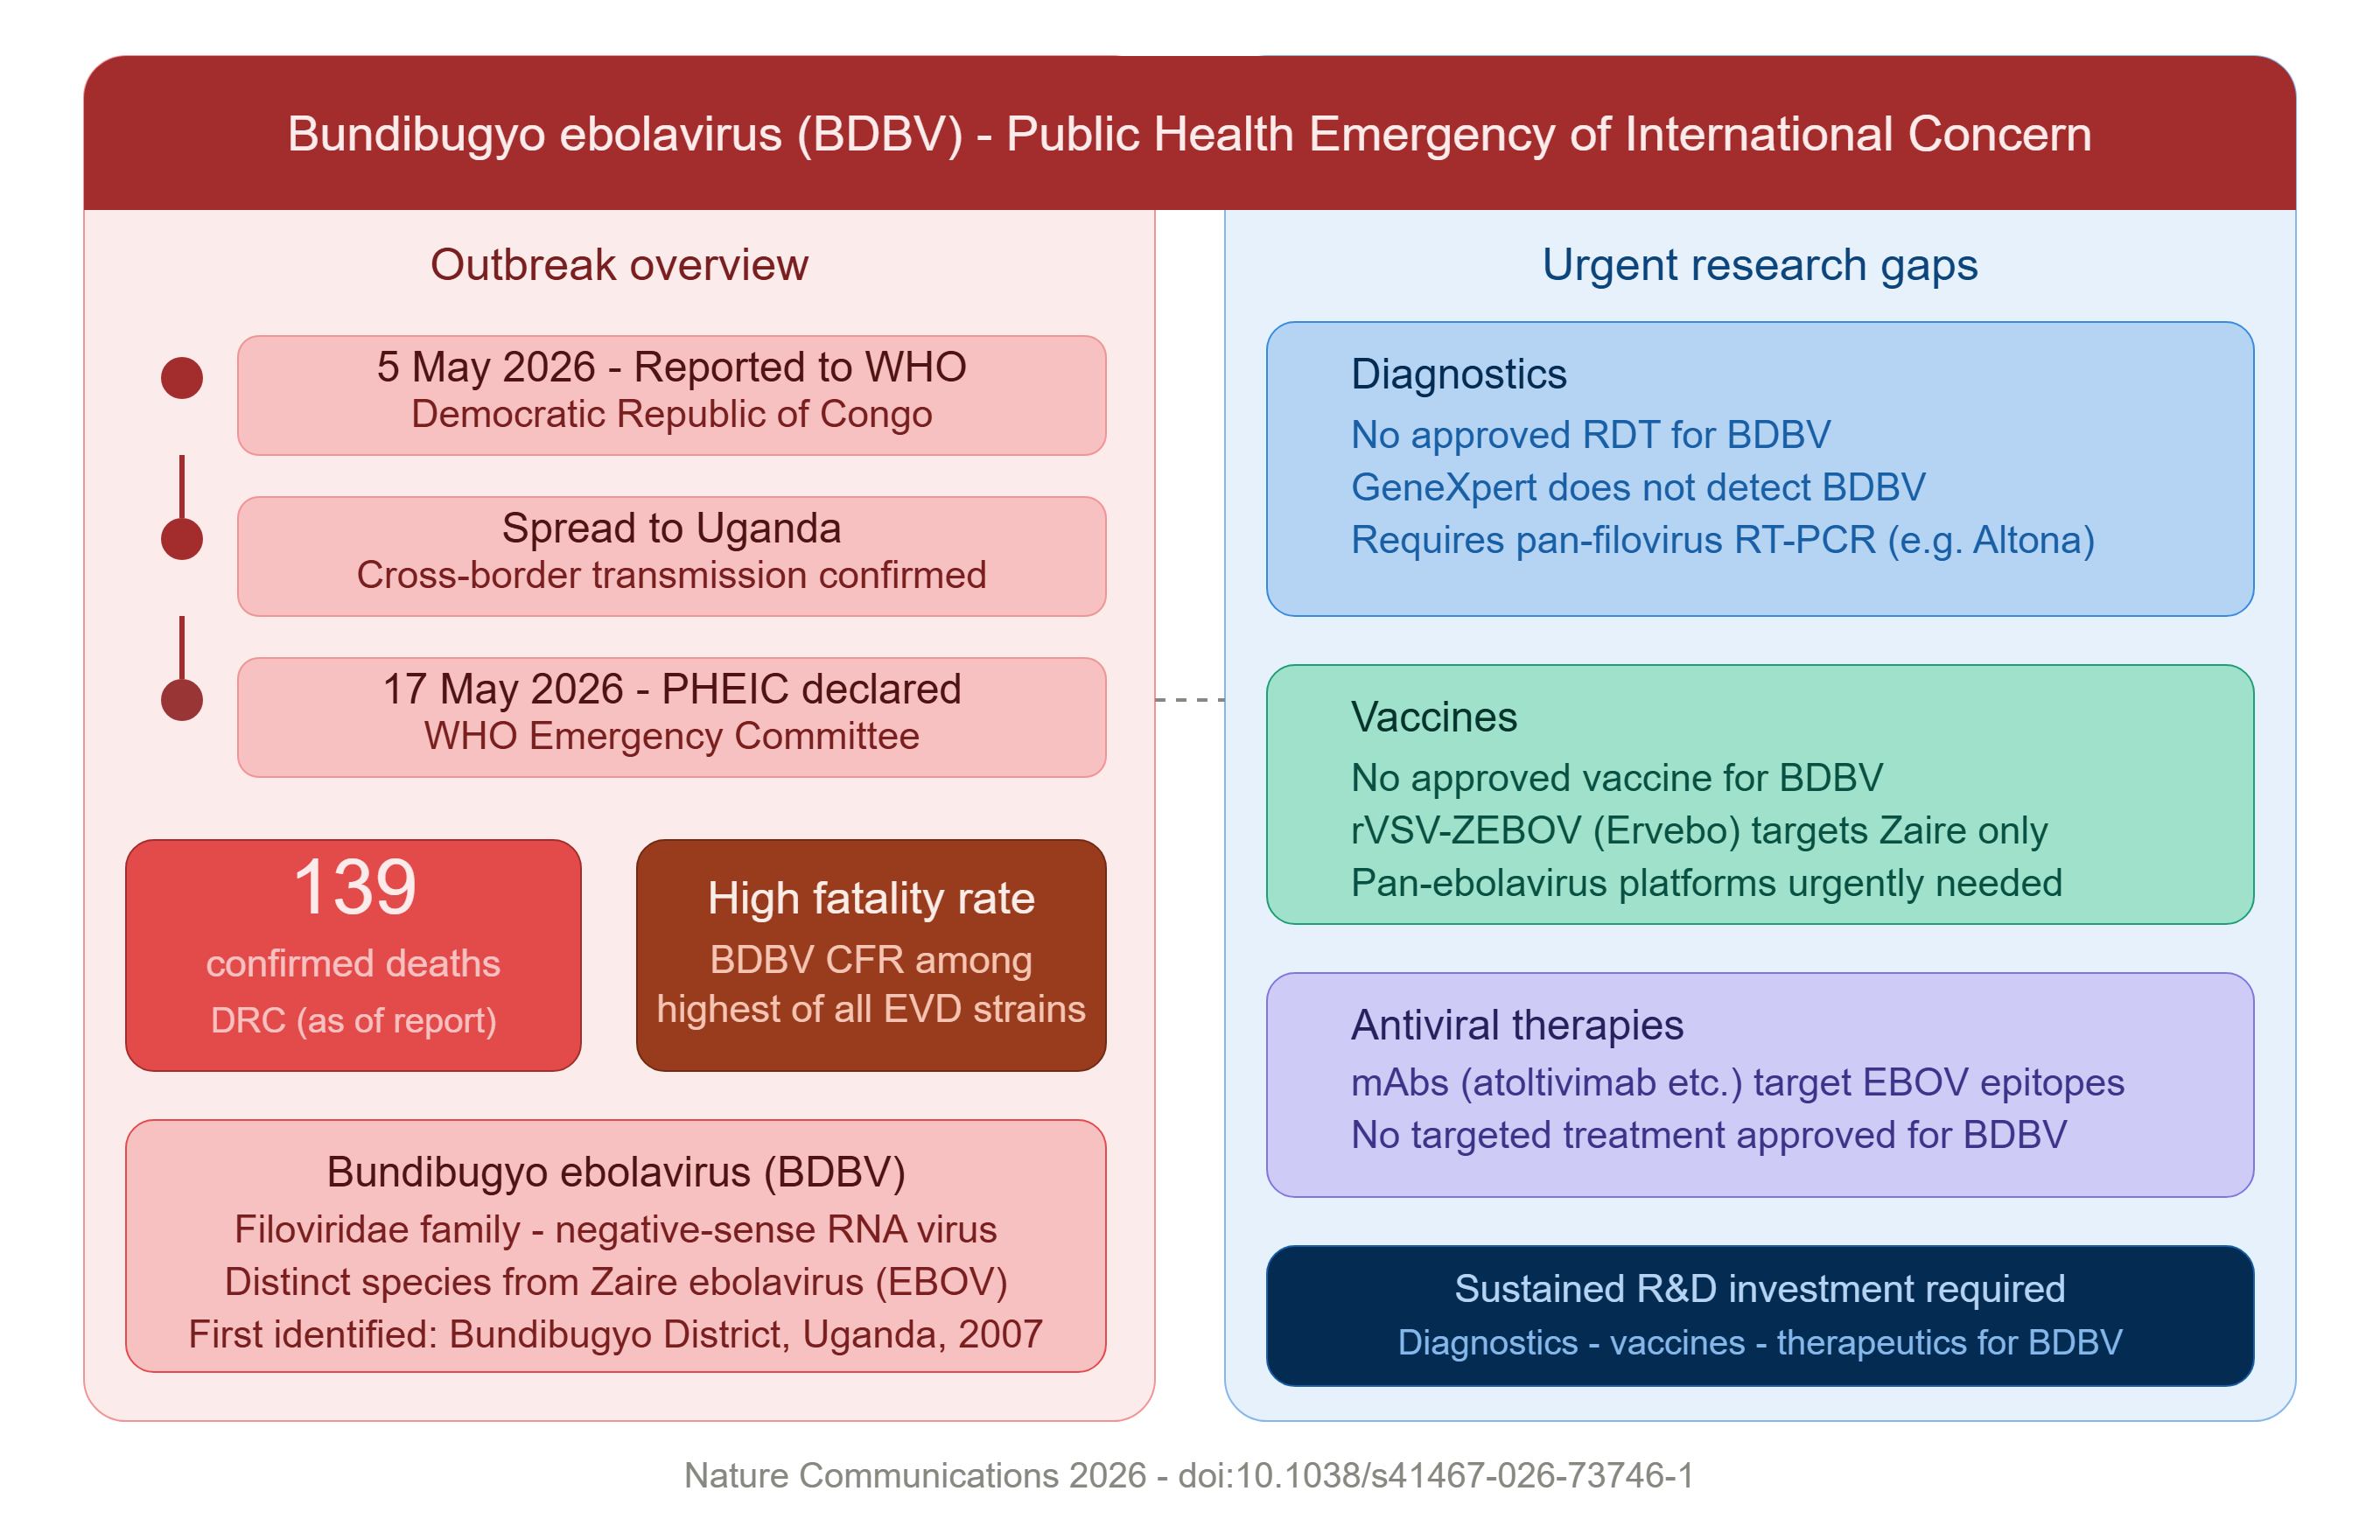 Bundibugyo ebolavirus (BDBV) - Public Health Emergency of International Concern
Outbreak overview
5 May 2026 - Reported to WHO
Democratic Republic of Congo
Spread to Uganda
Cross-border transmission confirmed
17 May 2026 - PHEIC declared
WHO Emergency Committee
139
confirmed deaths
DRC (as of report)
High fatality rate
BDBV CFR among
highest of all EVD strains
Bundibugyo ebolavirus (BDBV)
Filoviridae family - negative-sense RNA virus
Distinct species from Zaire ebolavirus (EBOV)
First identified: Bundibugyo District, Uganda, 2007
Urgent research gaps
Diagnostics
No approved RDT for BDBV
GeneXpert does not detect BDBV
Requires pan-filovirus RT-PCR (e.g. Altona)
Vaccines
No approved vaccine for BDBV
rVSV-ZEBOV (Ervebo) targets Zaire only
Pan-ebolavirus platforms urgently needed
Antiviral therapies
mAbs (atoltivimab etc.) target EBOV epitopes
No targeted treatment approved for BDBV
Sustained R&D investment required
Diagnostics - vaccines - therapeutics for BDBV
Nature Communications 2026 - doi:10.1038/s41467-026-73746-1